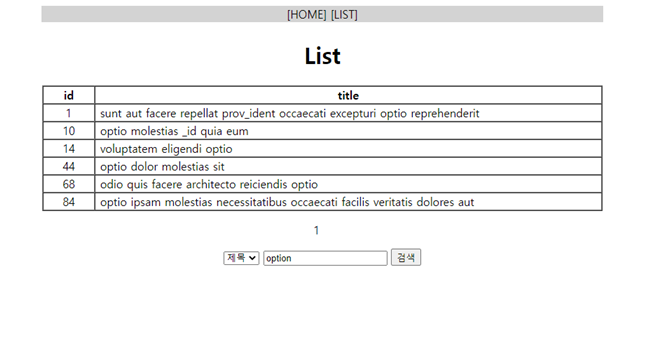 [HOME] [LIST]
List
id title
1 sunt aut facere repellat prov_ident occaecati excepturi optio reprehenderit
10 optio molestias _id quia eum
14 voluptatem eligendi optio
44 optio dolor molestias sit
68 odio quis facere architecto reiciendis optio
84 optio ipsam molestias necessitatibus occaecati facilis veritatis dolores aut
1
제목 option 검색